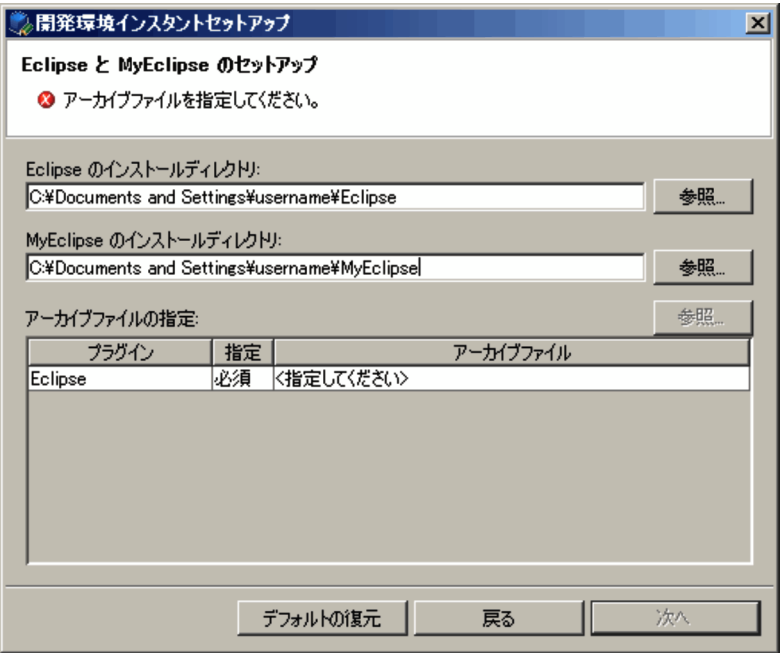 開発環境インスタントセットアップ
Eclipse と MyEclipse のセットアップ
アーカイブファイルを指定してください。
Eclipse のインストールディレクトリ:
C:¥Documents and Settings¥username¥Eclipse
参照...
MyEclipse のインストールディレクトリ:
C:¥Documents and Settings¥username¥MyEclipse
参照...
アーカイブファイルの指定:
参照...
プラグイン 指定 アーカイブファイル
Eclipse 必須 <指定してください>
デフォルトの復元 戻る 次へ